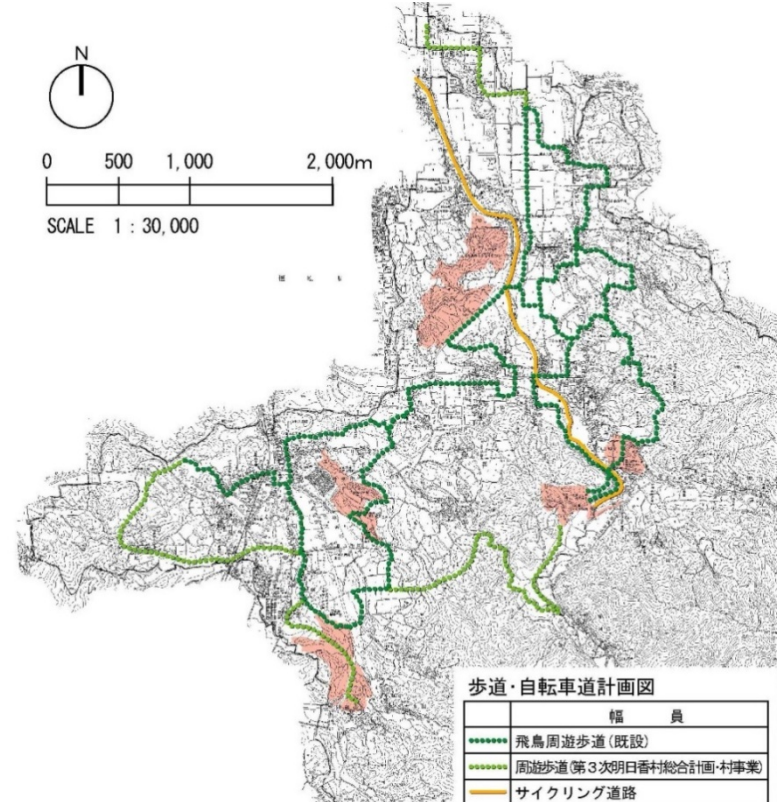 N
0 500 1,000 2,000m
SCALE 1 : 30,000
歩道・自転車道計画図
幅 員
飛鳥周遊歩道(既設)
周遊歩道(第3次明日香村総合計画・村事業)
サイクリング道路